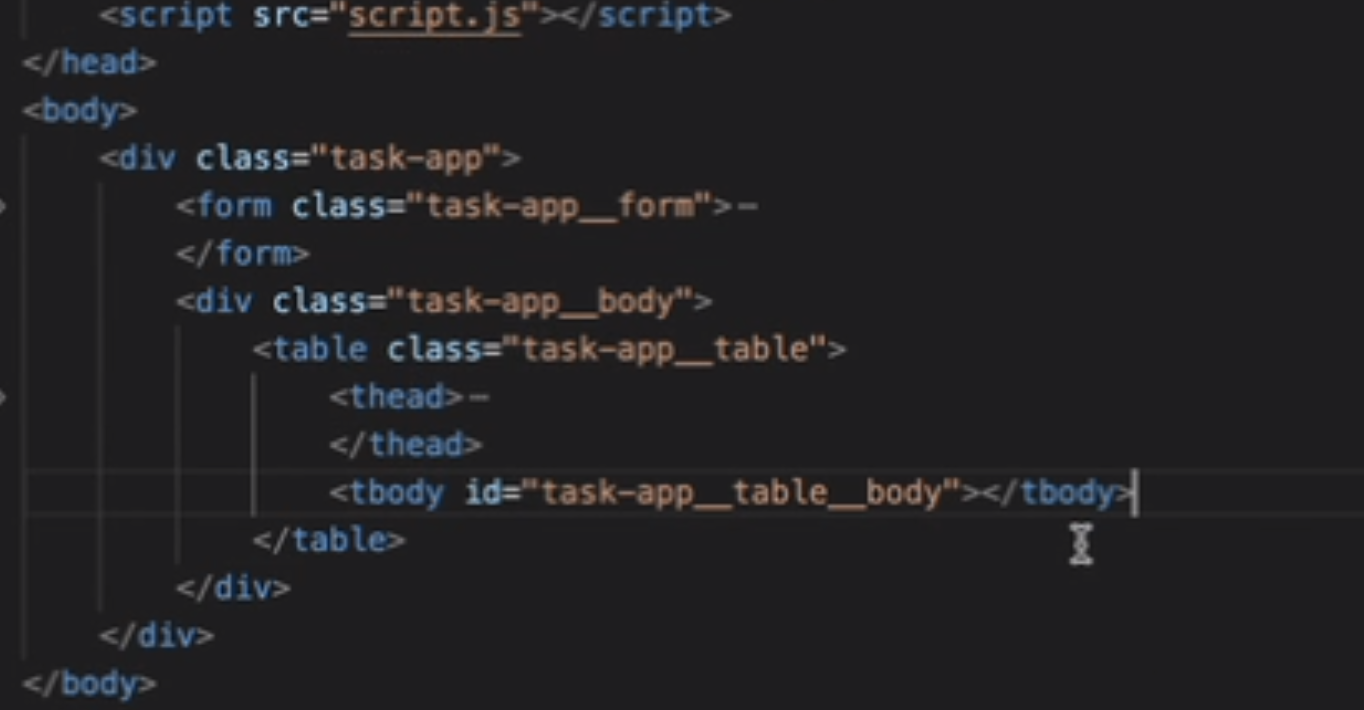 <script src="script.js"></script>
</head>
<body>
<div class="task-app">
<form class="task-app__form">⋯
</form>
<div class="task-app__body">
<table class="task-app__table">
<thead>⋯
</thead>
<tbody id="task-app__table__body"></tbody>
</table>
</div>
</div>
</body>